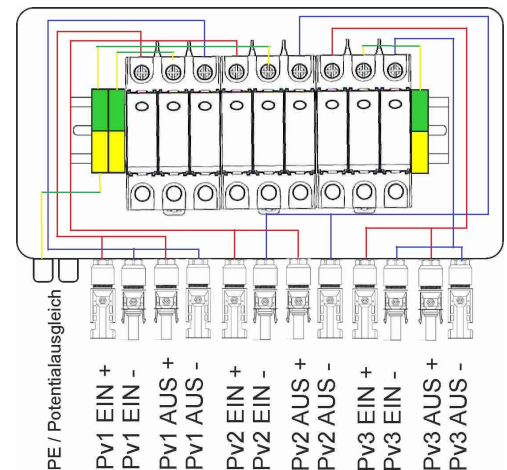 PE / Potentialausgleich
Pv1 EIN +
Pv1 EIN -
Pv1 AUS +
Pv1 AUS -
Pv2 EIN +
Pv2 EIN -
Pv2 AUS +
Pv2 AUS -
Pv3 EIN +
Pv3 EIN -
Pv3 AUS +
Pv3 AUS -